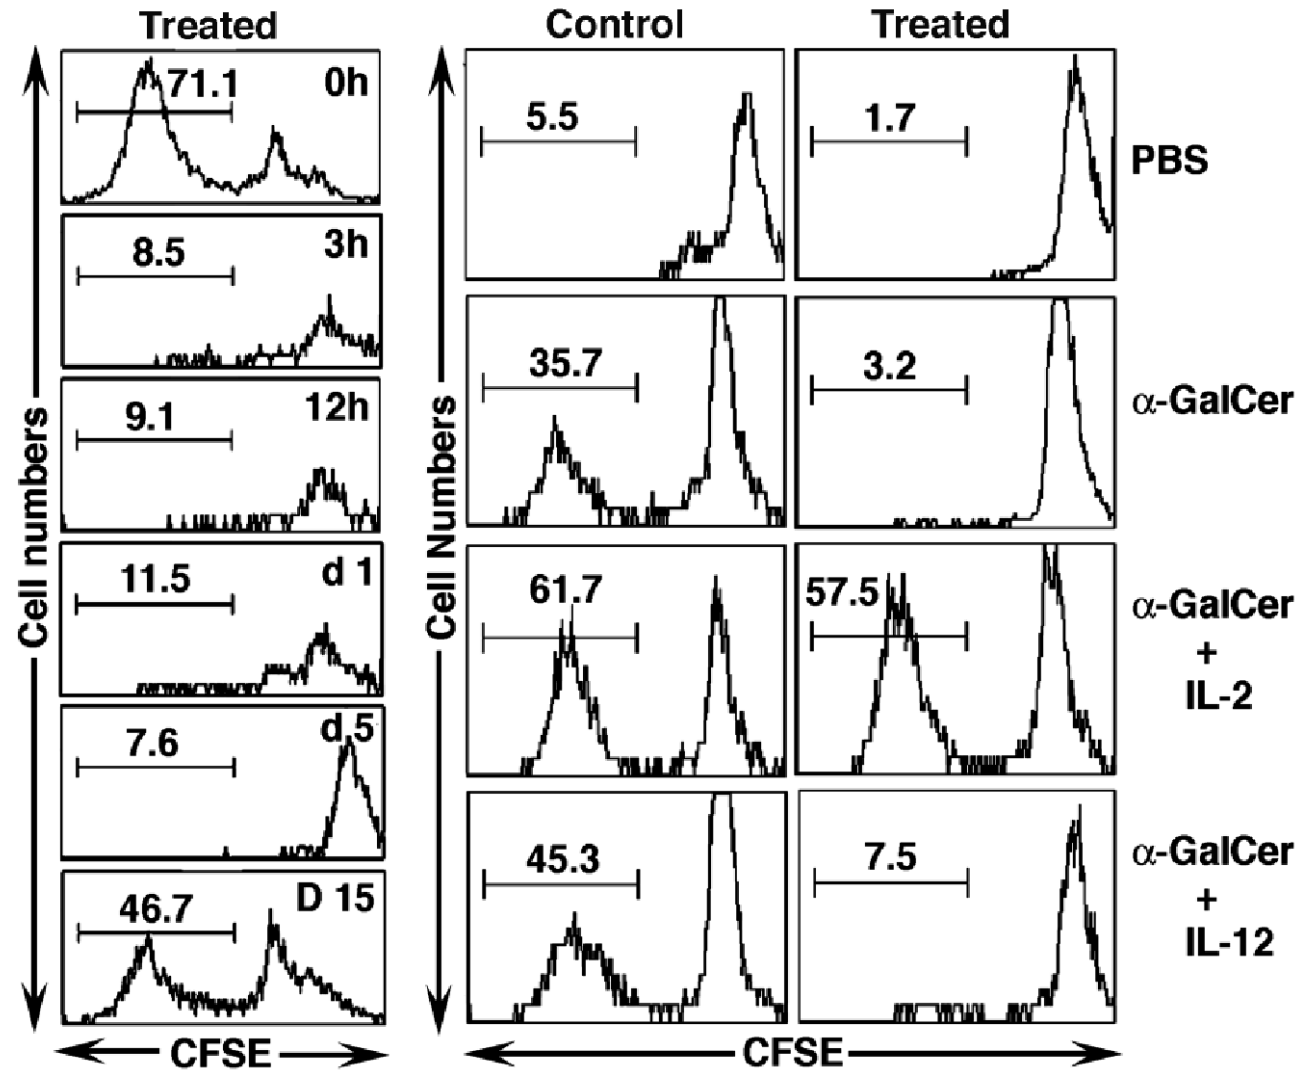 Treated
71.1
0h
8.5
3h
9.1
12h
11.5
d 1
7.6
d 5
46.7
D 15
Cell numbers
CFSE
Control
Treated
5.5
1.7
PBS
35.7
3.2
α-GalCer
61.7
57.5
α-GalCer
+
IL-2
45.3
7.5
α-GalCer
+
IL-12
Cell Numbers
CFSE